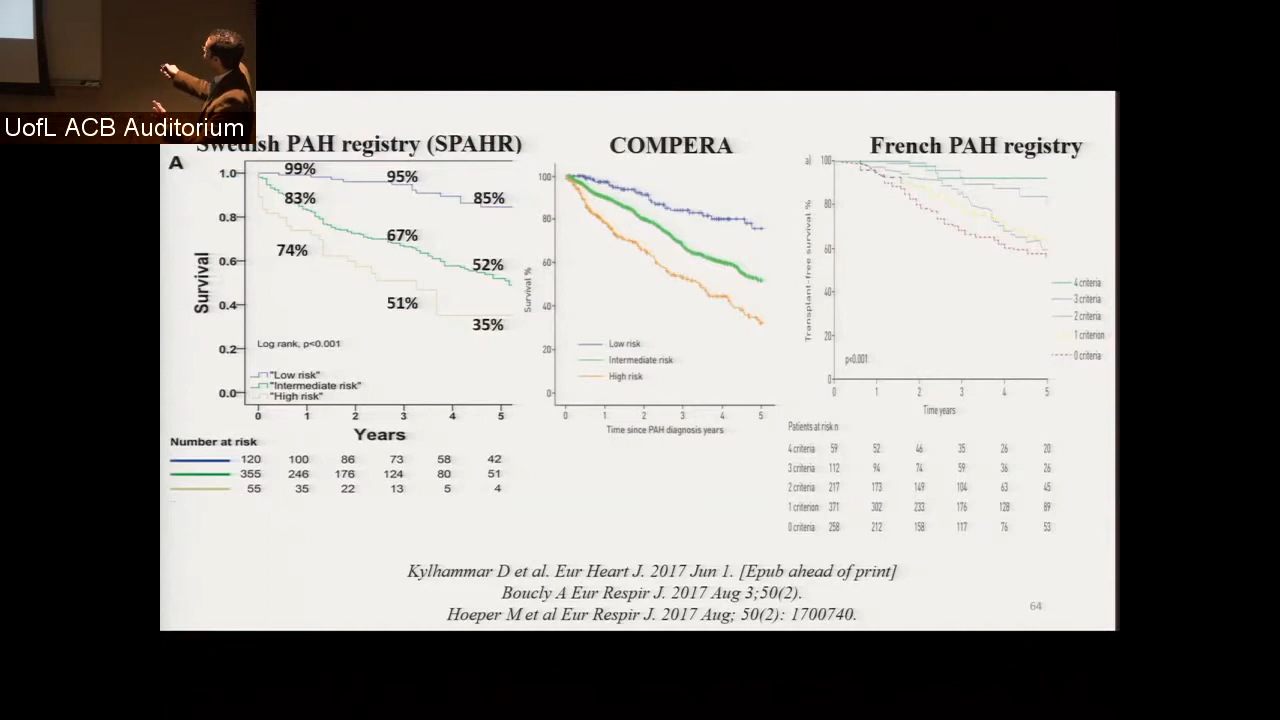 UofL ACB Auditorium
Swedish PAH registry (SPAHR)
A
99%
95%
85%
83%
67%
52%
74%
51%
35%
1.0
0.8
0.6
0.4
0.2
0.0
Survival
Log rank, p<0.001
"Low risk"
"Intermediate risk"
"High risk"
0 1 2 3 4 5
Years
Number at risk
120 100 86 73 58 42
355 246 176 124 80 51
55 35 22 13 5 4
COMPERA
100
80
60
40
20
0
Survival %
Low risk
Intermediate risk
High risk
0 1 2 3 4 5
Time since PAH diagnosis years
French PAH registry
a)
100
80
60
40
20
0
Transplant-free survival %
4 criteria
3 criteria
2 criteria
1 criterion
0 criteria
p<0.001
0 1 2 3 4 5
Time years
Patients at risk n
4 criteria 59 52 46 35 26 20
3 criteria 112 94 74 59 36 26
2 criteria 217 173 149 104 63 45
1 criterion 371 302 233 176 128 89
0 criteria 258 212 158 117 76 53
Kylhammar D et al. Eur Heart J. 2017 Jun 1. [Epub ahead of print]
Boucly A Eur Respir J. 2017 Aug 3;50(2).
Hoeper M et al Eur Respir J. 2017 Aug; 50(2): 1700740.
64